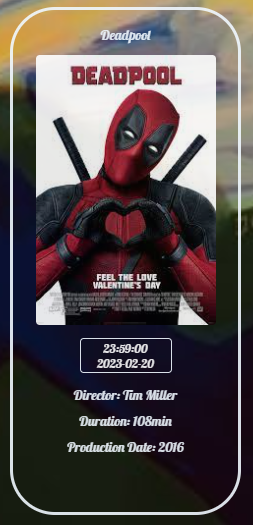 Deadpool
DEADPOOL
FEEL THE LOVE
VALENTINE'S DAY
23:59:00
2023-02-20
Director: Tim Miller
Duration: 108min
Production Date: 2016